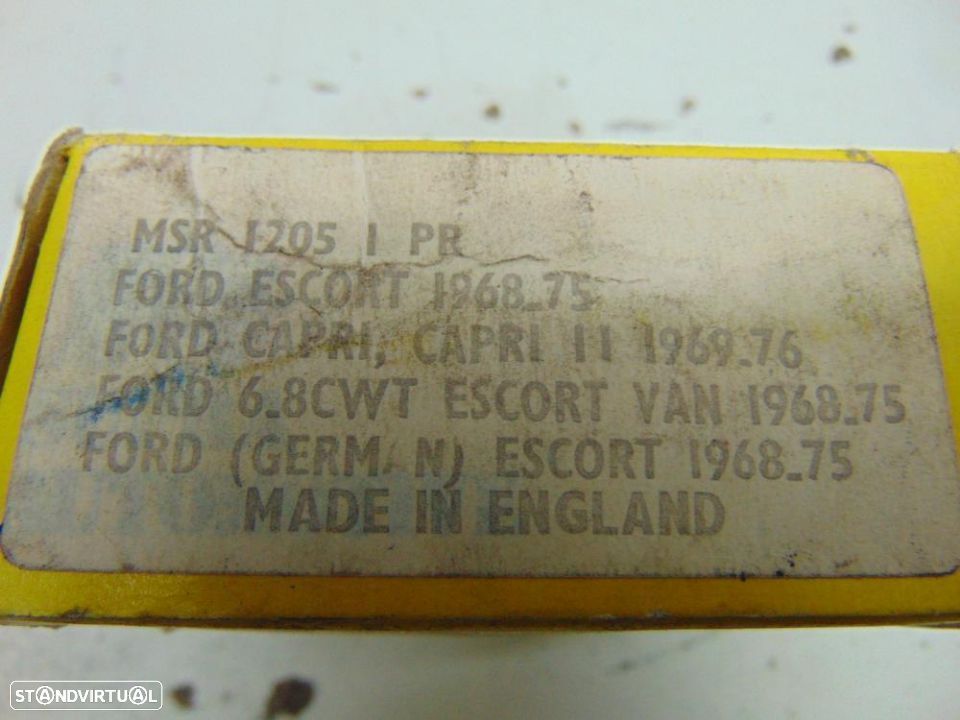 MSR 1205 1 PR
FORD ESCORT 1968-75
FORD CAPRI, CAPRI 11 1969-76
FORD 6-8CWT ESCORT VAN 1968-75
FORD (GERMAN) ESCORT 1968-75
MADE IN ENGLAND
STANDVIRTUAL